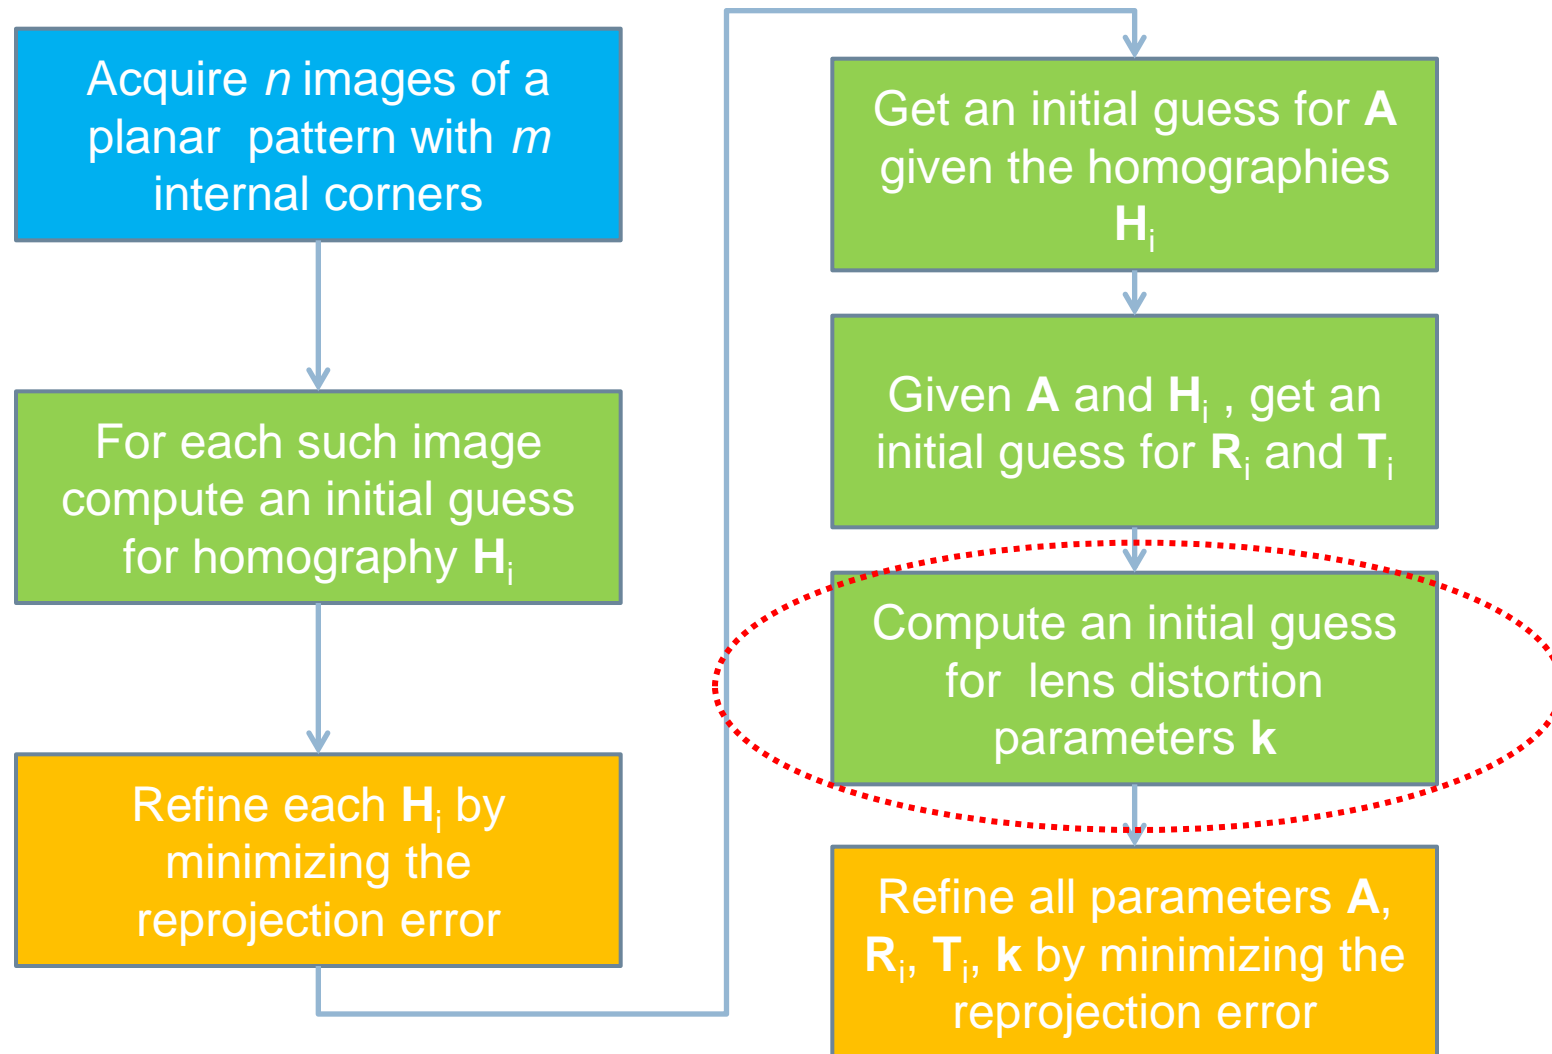 Acquire n images of a
planar pattern with m
internal corners
For each such image
compute an initial guess
for homography Hi
Refine each Hi by
minimizing the
reprojection error
Get an initial guess for A
given the homographies
Hi
Given A and Hi , get an
initial guess for Ri and Ti
Compute an initial guess
for lens distortion
parameters k
Refine all parameters A,
Ri, Ti, k by minimizing the
reprojection error